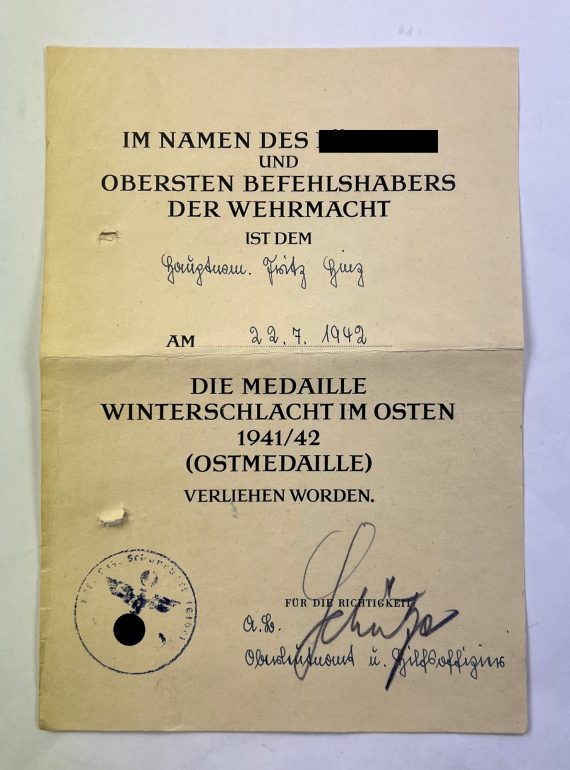 IM NAMEN DES
UND
OBERSTEN BEFEHLSHABERS
DER WEHRMACHT
IST DEM
Hauptmann. Fritz
AM 22.7.1942
DIE MEDAILLE
WINTERSCHLACHT IM OSTEN
1941/42
(OSTMEDAILLE)
VERLIEHEN WORDEN.
FÜR DIE RICHTIGKEIT
Oberleutnant u. Hilfsoffizier